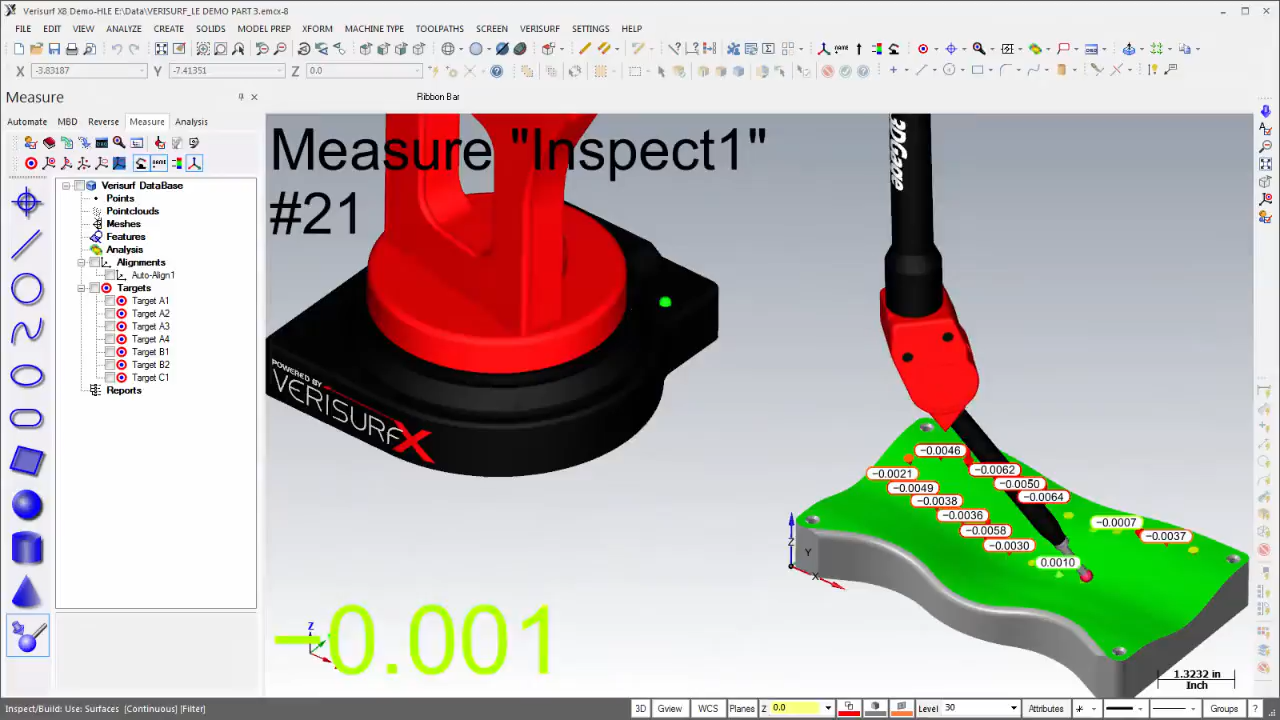 Verisurf X8 Demo-HLE E:\Data\VERISURF_LE DEMO PART 3.emcx-8
FILE EDIT VIEW ANALYZE CREATE SOLIDS MODEL PREP XFORM MACHINE TYPE TOOLPATHS SCREEN VERISURF SETTINGS HELP
X -3.83187 Y -7.41351 Z 0.0
Measure
Ribbon Bar
Automate MBD Reverse Measure Analysis
Verisurf DataBase
Points
Pointclouds
Meshes
Features
Analysis
Alignments
Auto-Align1
Targets
Target A1
Target A2
Target A3
Target A4
Target B1
Target B2
Target C1
Reports
Measure "Inspect1"
#21
3DGage
POWERED BY
VERISURF X
-0.0046
-0.0021
-0.0062
-0.0049
-0.0050
-0.0038
-0.0064
-0.0036
-0.0007
-0.0058
-0.0037
-0.0030
0.0010
Z
Y
X
-0.001
Z
1.3232 in
Inch
Inspect/Build: Use: Surfaces [Continuous] [Filter]
3D Gview WCS Planes Z 0.0 Level 30 Attributes Groups ?